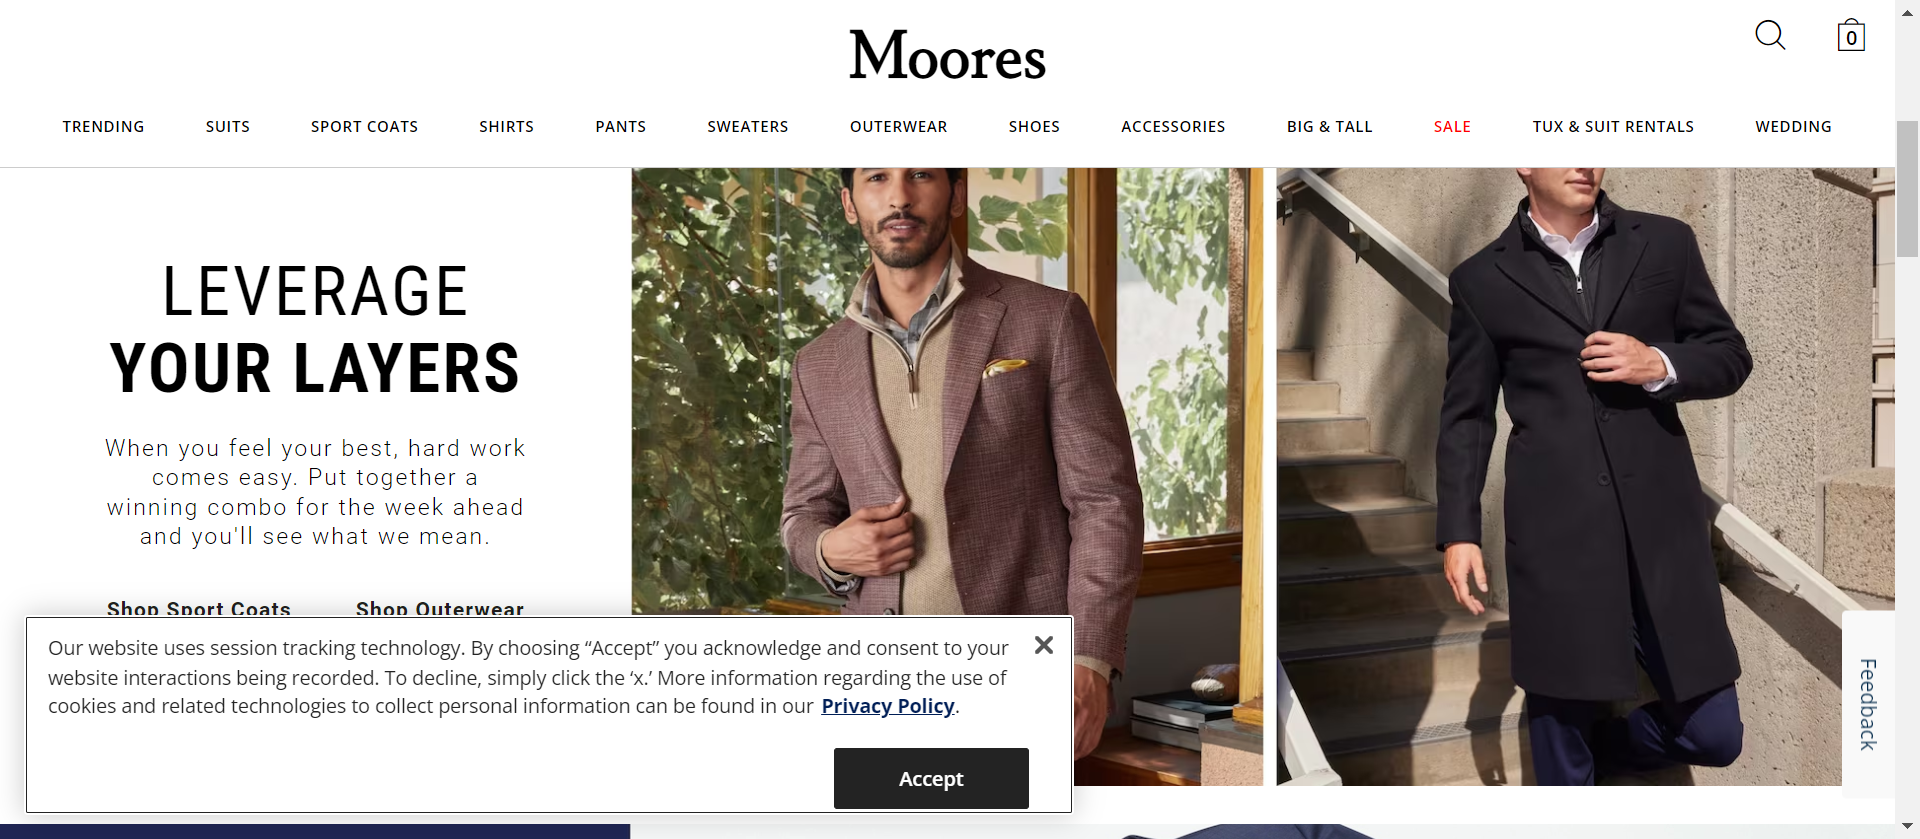 Moores
0
TRENDING
SUITS
SPORT COATS
SHIRTS
PANTS
SWEATERS
OUTERWEAR
SHOES
ACCESSORIES
BIG & TALL
SALE
TUX & SUIT RENTALS
WEDDING
LEVERAGE
YOUR LAYERS
When you feel your best, hard work
comes easy. Put together a
winning combo for the week ahead
and you'll see what we mean.
Shop Sport Coats
Shop Outerwear
Our website uses session tracking technology. By choosing “Accept” you acknowledge and consent to your
website interactions being recorded. To decline, simply click the ‘x.’ More information regarding the use of
cookies and related technologies to collect personal information can be found in our Privacy Policy.
Accept
Feedback